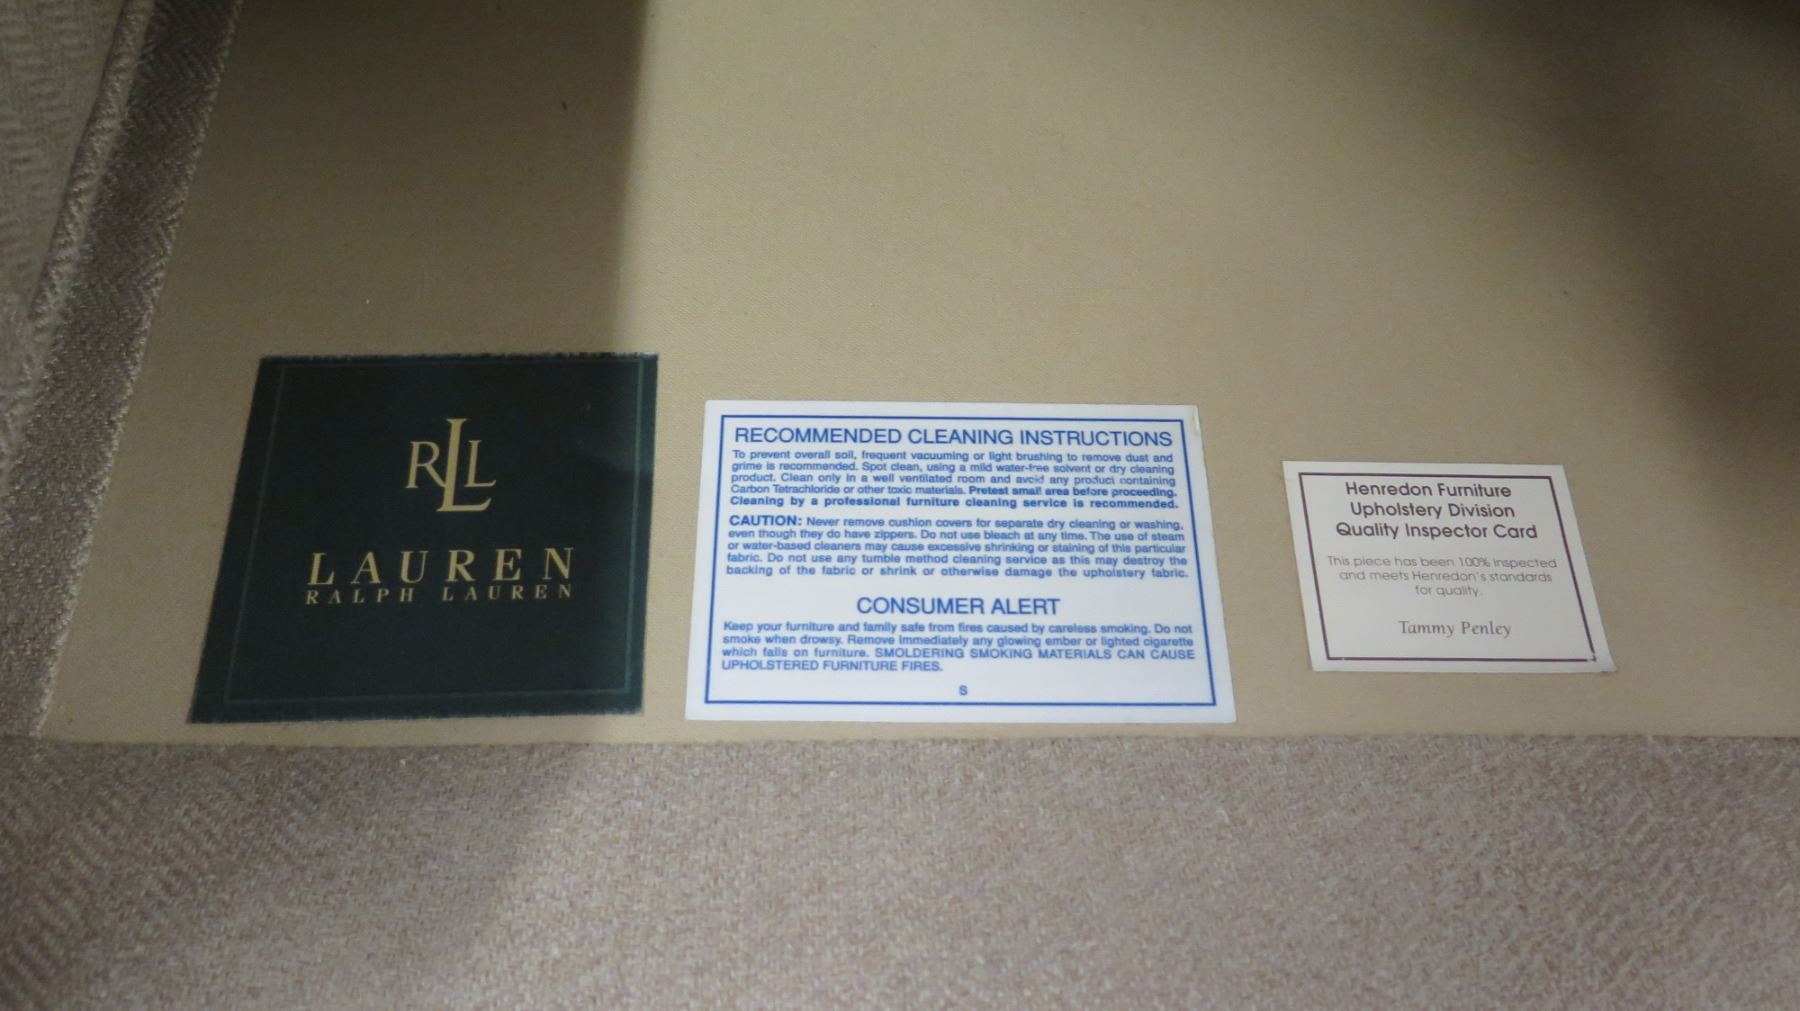 RLL
LAUREN
RALPH LAUREN
RECOMMENDED CLEANING INSTRUCTIONS
To prevent overall soil, frequent vacuuming or light brushing to remove dust and
grime is recommended. Spot clean, using a mild water-free solvent or dry cleaning
product. Clean only in a well ventilated room and avoid any product containing
Carbon Tetrachloride or other toxic materials. Pretest small area before proceeding.
Cleaning by a professional furniture cleaning service is recommended.
CAUTION: Never remove cushion covers for separate dry cleaning or washing,
even though they do have zippers. Do not use bleach at any time. The use of steam
or water-based cleaners may cause excessive shrinking or staining of this particular
fabric. Do not use any tumble method cleaning service as this may destroy the
backing of the fabric or shrink or otherwise damage the upholstery fabric.
CONSUMER ALERT
Keep your furniture and family safe from fires caused by careless smoking. Do not
smoke when drowsy. Remove immediately any glowing ember or lighted cigarette
which falls on furniture. SMOLDERING SMOKING MATERIALS CAN CAUSE
UPHOLSTERED FURNITURE FIRES.
S
Henredon Furniture
Upholstery Division
Quality Inspector Card
This piece has been 100% inspected
and meets Henredon's standards
for quality.
Tammy Penley